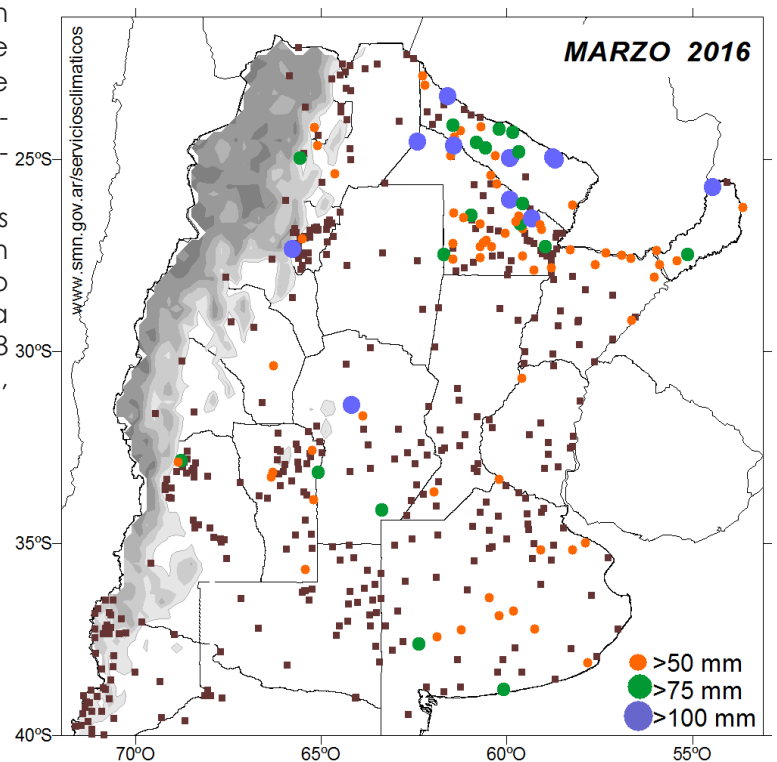 MARZO 2016
www.smn.gov.ar/serviciosclimaticos
25ºS
30ºS
35ºS
40ºS
>50 mm
>75 mm
>100 mm
70ºO
65ºO
60ºO
55ºO